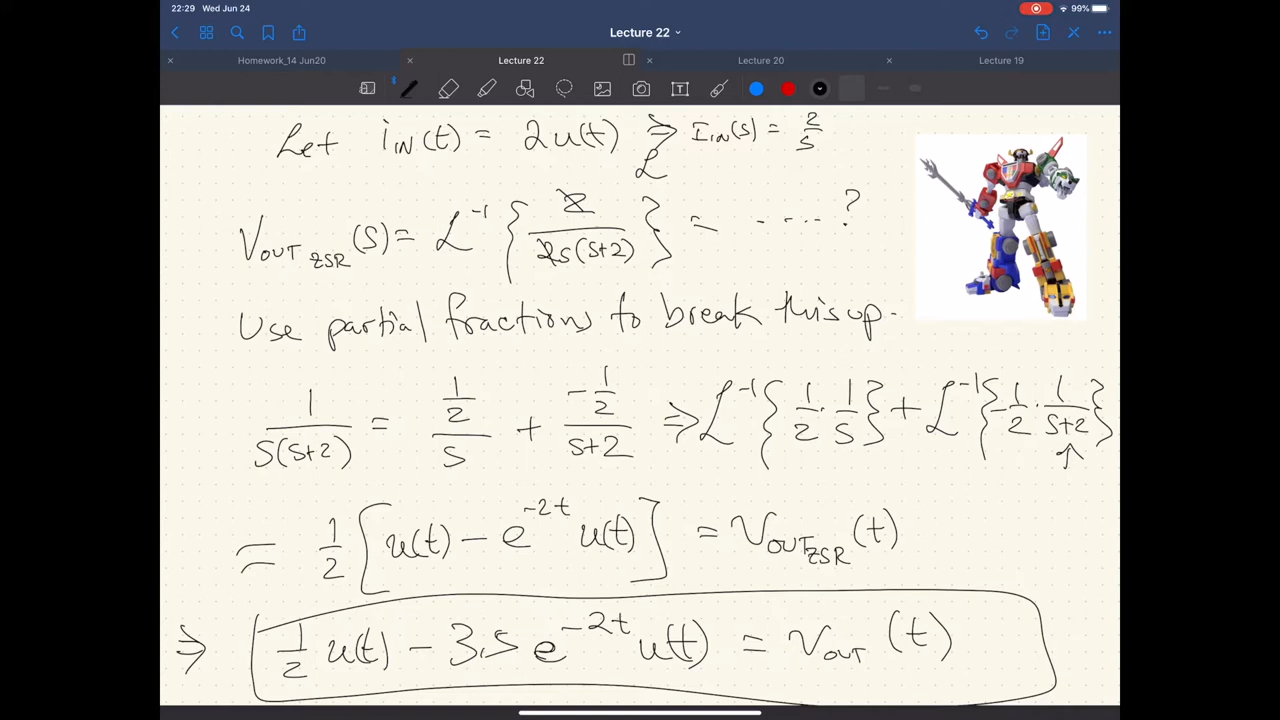 22:29 Wed Jun 24
99%
Lecture 22
Homework_14 Jun20
Lecture 22
Lecture 20
Lecture 19
Let i_IN(t) = 2u(t) ⇒ I_IN(s) = 2/s
ℒ
V_OUT ZSR (s) = ℒ^-1 { 2 / 2s(s+2) } = - - - - ?
Use partial fractions to break this up.
1/s(s+2) = (1/2)/s + (-1/2)/(s+2) ⇒ ℒ^-1 { 1/2 · 1/s } + ℒ^-1 { -1/2 · 1/(s+2) }
= 1/2 [ u(t) - e^-2t u(t) ] = V_OUT ZSR (t)
⇒ 1/2 u(t) - 3.5 e^-2t u(t) = V_OUT (t)